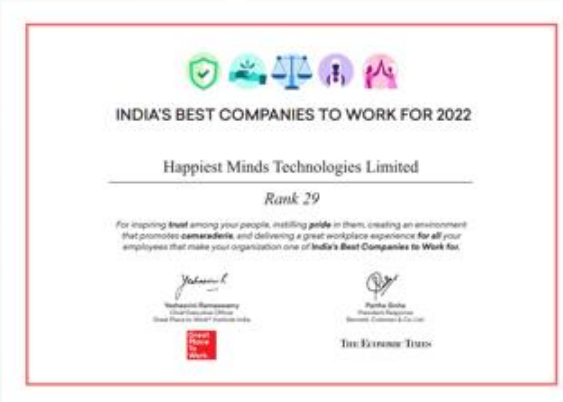 INDIA'S BEST COMPANIES TO WORK FOR 2022
Happiest Minds Technologies Limited
Rank 29
For inspiring trust among your people, instilling pride in them, creating an environment
that promotes camaraderie, and delivering a great workplace experience for all your
employees that make your organization one of India's Best Companies to Work for.
Yeshasvini Ramaswamy
Chief Executive Officer
Great Place to Work® Institute India
Great
Place
To
Work.
Partha Sinha
President Response
Bennett, Coleman & Co. Ltd
THE ECONOMIC TIMES